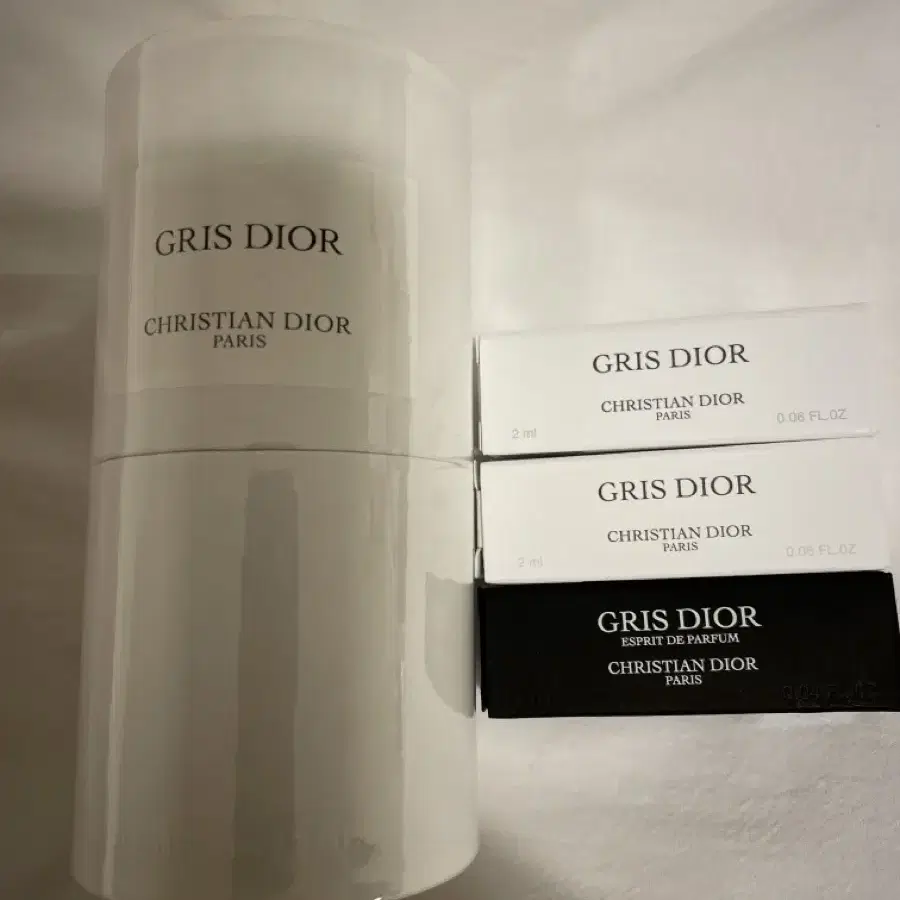 GRIS DIOR
CHRISTIAN DIOR
PARIS
GRIS DIOR
CHRISTIAN DIOR
PARIS
2 ml
0.06 FL.OZ
GRIS DIOR
CHRISTIAN DIOR
PARIS
2 ml
0.06 FL.OZ
GRIS DIOR
ESPRIT DE PARFUM
CHRISTIAN DIOR
PARIS